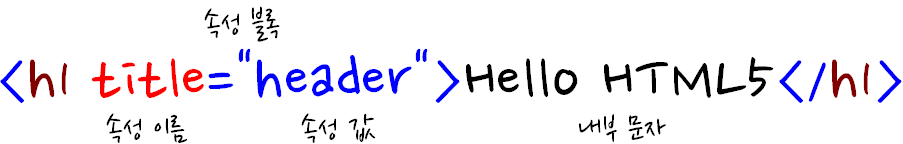 속성 블록
<h1 title="header">Hello HTML5</h1>
속성 이름 속성 값 내부 문자